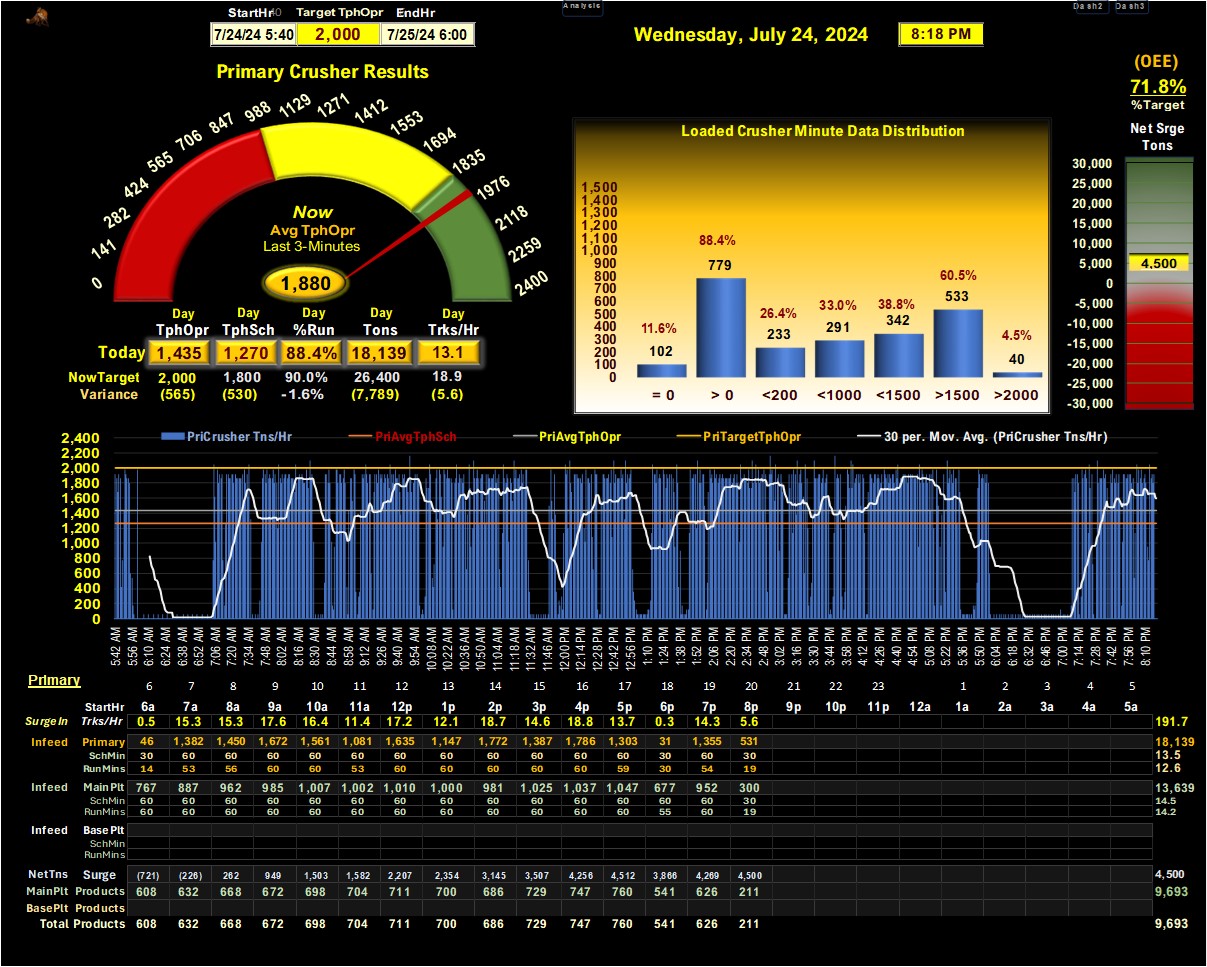 StartHr Target TphOpr EndHr
7/24/24 5:40 2,000 7/25/24 6:00
Analysis
Dash2 Dash3
Wednesday, July 24, 2024 8:18 PM
Primary Crusher Results
0 141 282 424 565 706 847 988 1129 1271 1412 1553 1694 1835 1976 2118 2259 2400
Now
Avg TphOpr
Last 3-Minutes
1,880
Day Day Day Day Day
TphOpr TphSch %Run Tons Trks/Hr
Today 1,435 1,270 88.4% 18,139 13.1
NowTarget 2,000 1,800 90.0% 26,400 18.9
Variance (565) (530) -1.6% (7,789) (5.6)
Loaded Crusher Minute Data Distribution
1,500
1,400
1,300
1,200
1,100
1,000
900
800
700
600
500
400
300
200
100
0
11.6% 88.4% 26.4% 33.0% 38.8% 60.5% 4.5%
102 779 233 291 342 533 40
= 0 > 0 <200 <1000 <1500 >1500 >2000
(OEE)
71.8%
%Target
Net Srge
Tons
30,000
25,000
20,000
15,000
10,000
5,000
0
-5,000
-10,000
-15,000
-20,000
-25,000
-30,000
4,500
PriCrusher Tns/Hr PriAvgTphSch PriAvgTphOpr PriTargetTphOpr 30 per. Mov. Avg. (PriCrusher Tns/Hr)
2,400
2,200
2,000
1,800
1,600
1,400
1,200
1,000
800
600
400
200
0
5:42 AM 5:56 AM 6:10 AM 6:24 AM 6:38 AM 6:52 AM 7:06 AM 7:20 AM 7:34 AM 7:48 AM 8:02 AM 8:16 AM 8:30 AM 8:44 AM 8:58 AM 9:12 AM 9:26 AM 9:40 AM 9:54 AM 10:08 AM 10:22 AM 10:36 AM 10:50 AM 11:04 AM 11:18 AM 11:32 AM 11:46 AM 12:00 PM 12:14 PM 12:28 PM 12:42 PM 12:56 PM 1:10 PM 1:24 PM 1:38 PM 1:52 PM 2:06 PM 2:20 PM 2:34 PM 2:48 PM 3:02 PM 3:16 PM 3:30 PM 3:44 PM 3:58 PM 4:12 PM 4:26 PM 4:40 PM 4:54 PM 5:08 PM 5:22 PM 5:36 PM 5:50 PM 6:04 PM 6:18 PM 6:32 PM 6:46 PM 7:00 PM 7:14 PM 7:28 PM 7:42 PM 7:56 PM 8:10 PM
Primary
6 7 8 9 10 11 12 13 14 15 16 17 18 19 20 21 22 23 1 2 3 4 5
StartHr 6a 7a 8a 9a 10a 11a 12p 1p 2p 3p 4p 5p 6p 7p 8p 9p 10p 11p 12a 1a 2a 3a 4a 5a
SurgeIn Trks/Hr 0.5 15.3 15.3 17.6 16.4 11.4 17.2 12.1 18.7 14.6 18.8 13.7 0.3 14.3 5.6 191.7
Infeed Primary 46 1,382 1,450 1,672 1,561 1,081 1,635 1,147 1,772 1,387 1,786 1,303 31 1,355 531 18,139
SchMin 30 60 60 60 60 60 60 60 60 60 60 60 30 60 30 13.5
RunMins 14 53 56 60 60 53 60 60 60 60 60 59 30 54 19 12.6
Infeed MainPlt 767 887 962 985 1,007 1,002 1,010 1,000 981 1,025 1,037 1,047 677 952 300 13,639
SchMin 60 60 60 60 60 60 60 60 60 60 60 60 60 60 30 14.5
RunMins 60 60 60 60 60 60 60 60 60 60 60 60 55 60 19 14.2
Infeed Base Plt
SchMin
RunMins
NetTns Surge (721) (226) 262 949 1,503 1,582 2,207 2,354 3,145 3,507 4,256 4,512 3,866 4,269 4,500 4,500
MainPlt Products 608 632 668 672 698 704 711 700 686 729 747 760 541 626 211 9,693
BasePlt Products
Total Products 608 632 668 672 698 704 711 700 686 729 747 760 541 626 211 9,693